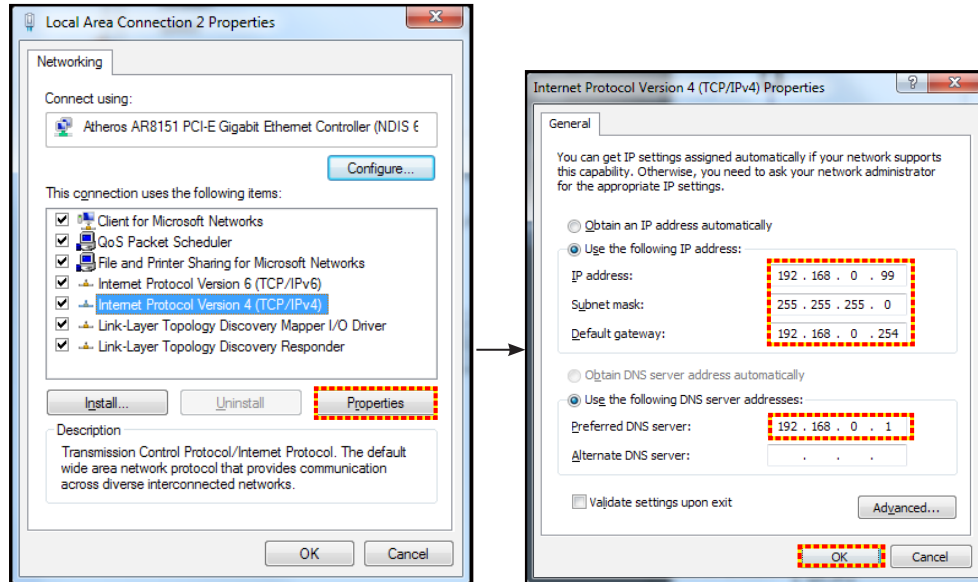 Local Area Connection 2 Properties
Networking
Connect using:
Atheros AR8151 PCI-E Gigabit Ethernet Controller (NDIS 6
Configure...
This connection uses the following items:
Client for Microsoft Networks
QoS Packet Scheduler
File and Printer Sharing for Microsoft Networks
Internet Protocol Version 6 (TCP/IPv6)
Internet Protocol Version 4 (TCP/IPv4)
Link-Layer Topology Discovery Mapper I/O Driver
Link-Layer Topology Discovery Responder
Install... Uninstall Properties
Description
Transmission Control Protocol/Internet Protocol. The default
wide area network protocol that provides communication
across diverse interconnected networks.
OK Cancel
Internet Protocol Version 4 (TCP/IPv4) Properties
General
You can get IP settings assigned automatically if your network supports
this capability. Otherwise, you need to ask your network administrator
for the appropriate IP settings.
Obtain an IP address automatically
Use the following IP address:
IP address: 192 . 168 . 0 . 99
Subnet mask: 255 . 255 . 255 . 0
Default gateway: 192 . 168 . 0 . 254
Obtain DNS server address automatically
Use the following DNS server addresses:
Preferred DNS server: 192 . 168 . 0 . 1
Alternate DNS server: . . .
Validate settings upon exit
Advanced...
OK Cancel